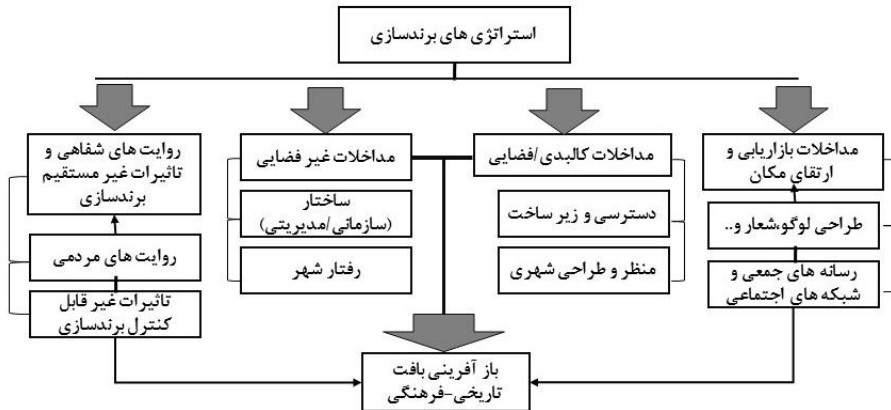 استراتژی های برندسازی
مداخلات بازاریابی و
ارتقای مکان
طراحی لوگو،شعار و..
رسانه های جمعی و
شبکه های اجتماعی
مداخلات کالبدی/فضایی
دسترسی و زیر ساخت
منظر و طراحی شهری
مداخلات غیر فضایی
ساختار
(سازمانی/مدیریتی)
رفتار شهر
روایت های شفاهی و
تاثیرات غیر مستقیم
برندسازی
روایت های مردمی
تاثیرات غیر قابل
کنترل برندسازی
باز آفرینی بافت
تاریخی-فرهنگی